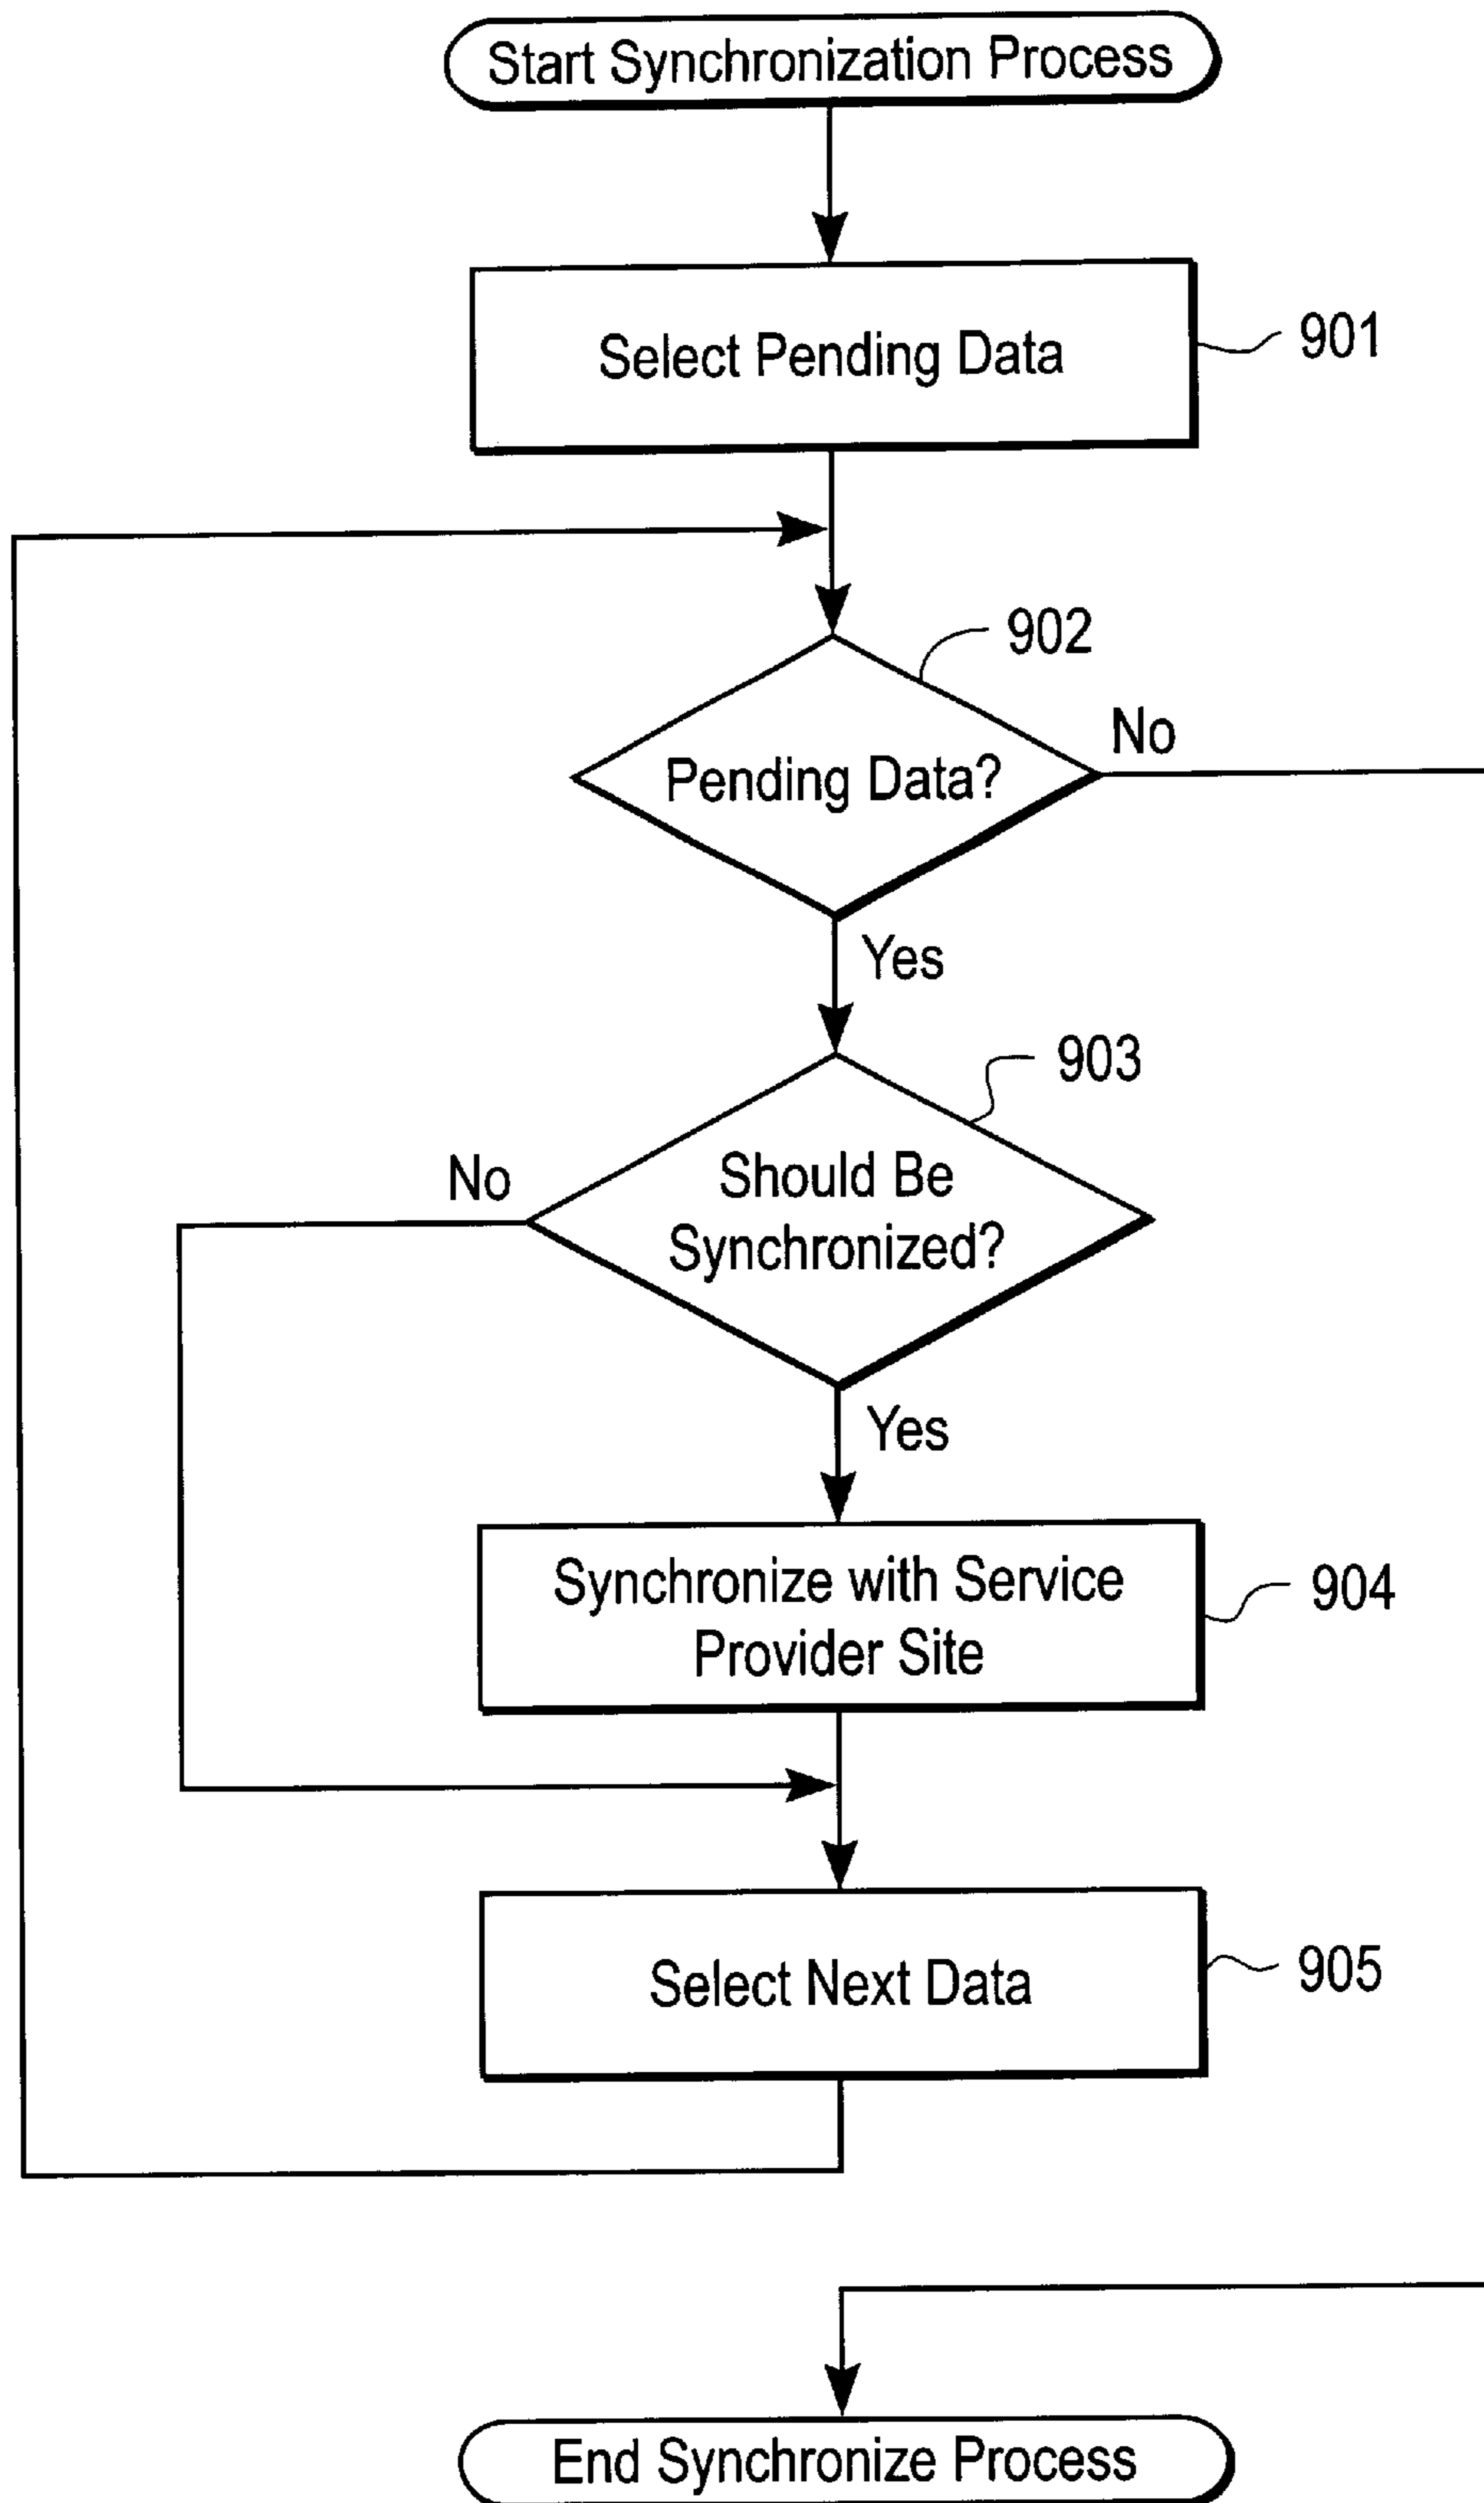 Start Synchronization Process
Select Pending Data
901
902
No
Pending Data?
Yes
903
No
Should Be
Synchronized?
Yes
Synchronize with Service
Provider Site
904
Select Next Data
905
End Synchronize Process